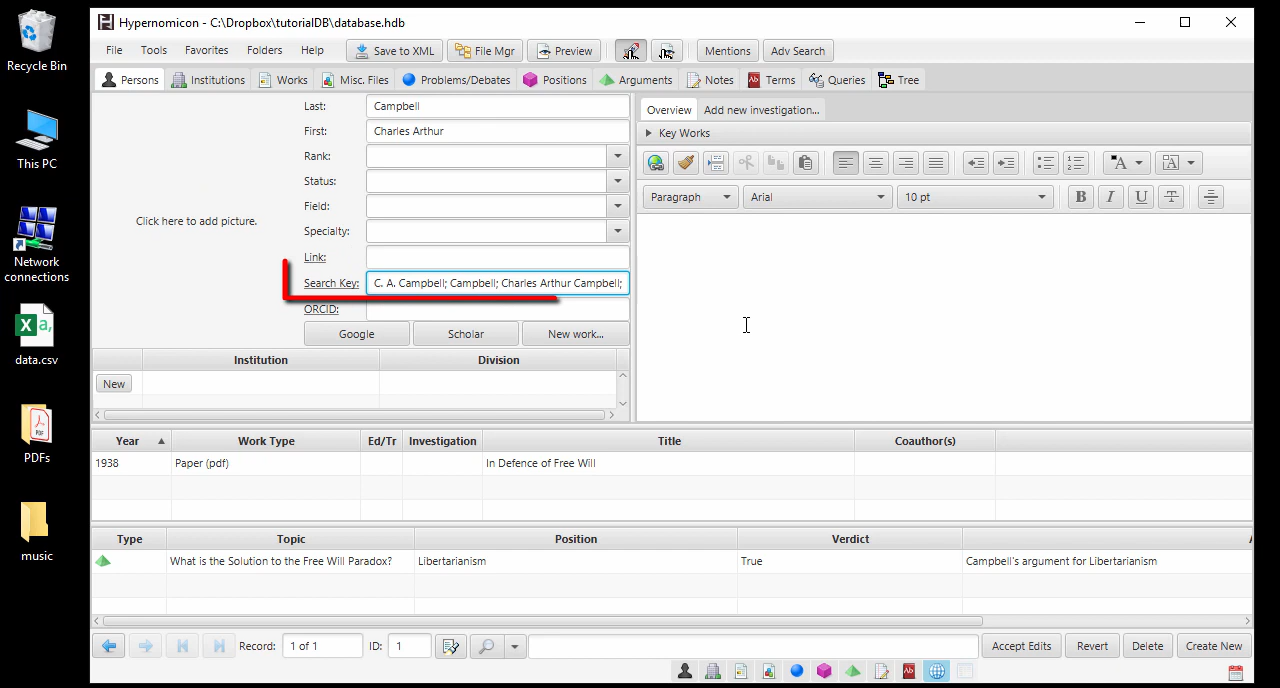 Recycle Bin
This PC
Network
connections
data.csv
PDFs
music
Hypernomicon - C:\Dropbox\tutorialDB\database.hdb
File Tools Favorites Folders Help Save to XML File Mgr Preview Mentions Adv Search
Persons Institutions Works Misc. Files Problems/Debates Positions Arguments Notes Terms Queries Tree
Last: Campbell
First: Charles Arthur
Rank:
Status:
Field:
Specialty:
Link:
Search Key: C. A. Campbell; Campbell; Charles Arthur Campbell;
ORCID:
Click here to add picture.
Google Scholar New work...
Institution Division
New
Overview Add new investigation...
Key Works
Paragraph Arial 10 pt B I U T
Year Work Type Ed/Tr Investigation Title Coauthor(s)
1938 Paper (pdf) In Defence of Free Will
Type Topic Position Verdict
What is the Solution to the Free Will Paradox? Libertarianism True Campbell's argument for Libertarianism
Record: 1 of 1 ID: 1 Accept Edits Revert Delete Create New